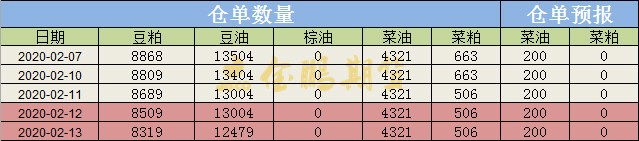 仓单数量 仓单预报
日期 豆粕 豆油 棕油 菜油 菜粕 菜油 菜粕
2020-02-07 8868 13504 0 4321 663 200 0
2020-02-10 8809 13404 0 4321 663 200 0
2020-02-11 8689 13004 0 4321 506 200 0
2020-02-12 8509 13004 0 4321 506 200 0
2020-02-13 8319 12479 0 4321 506 200 0